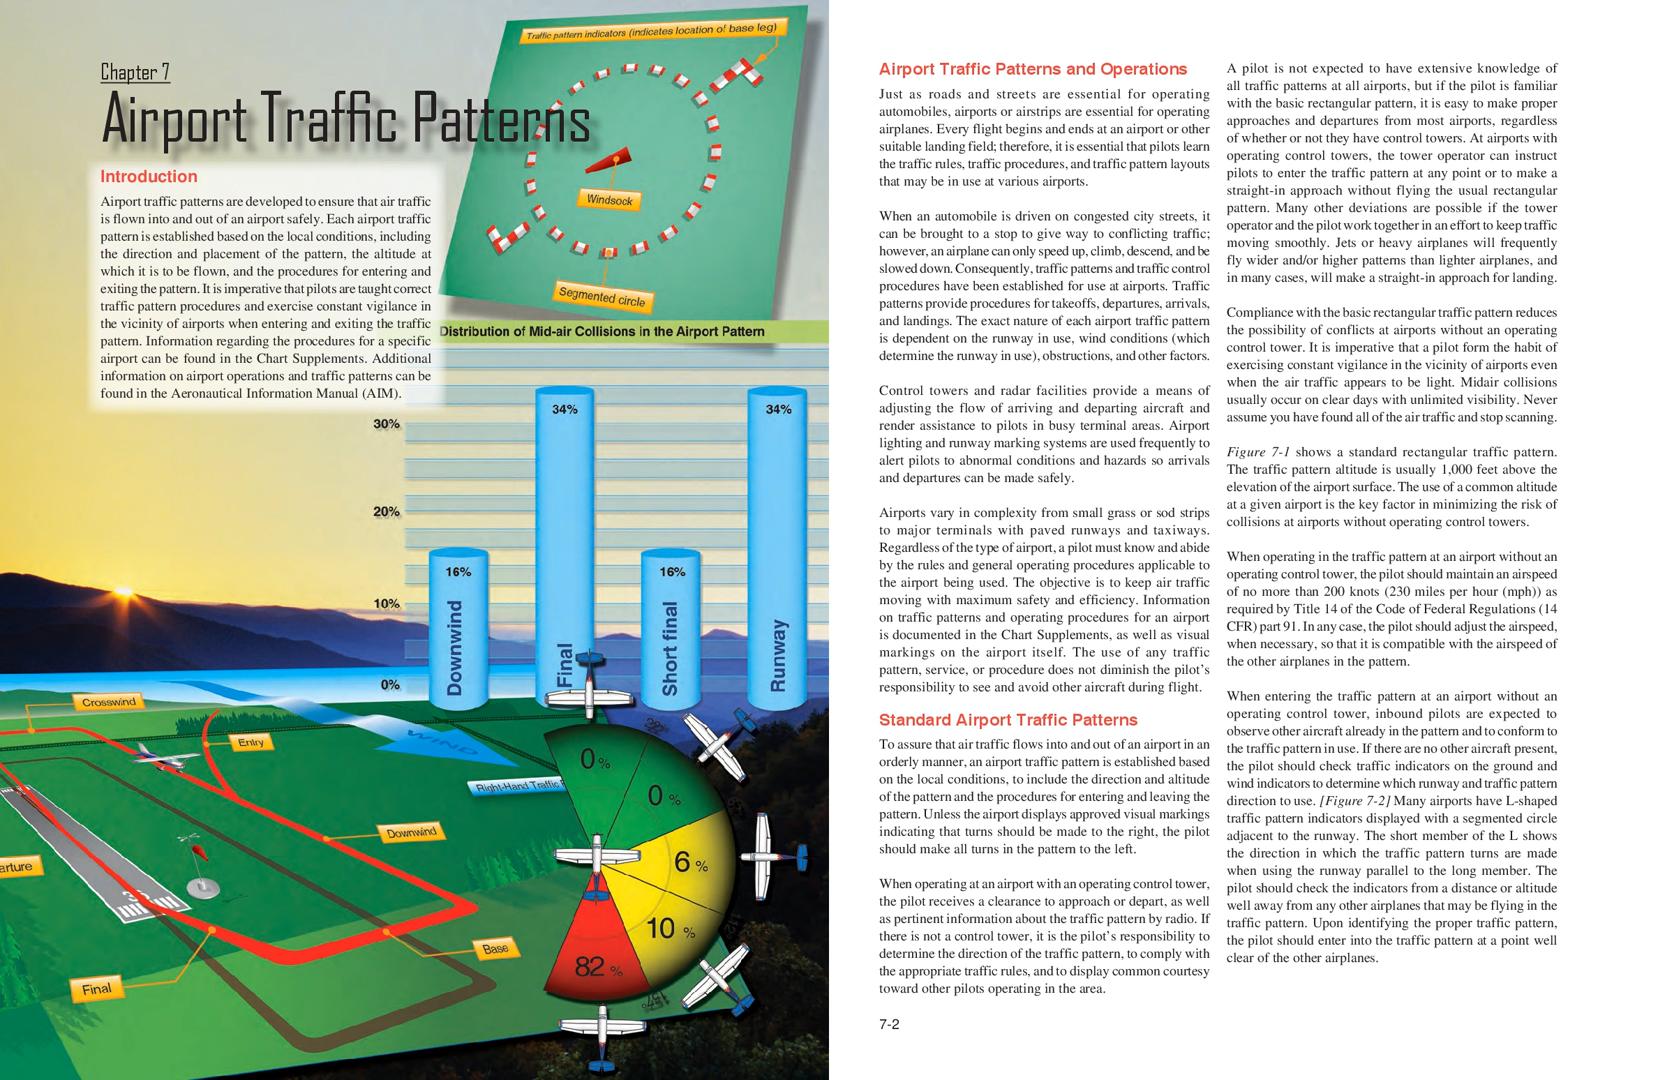 Chapter 7
Airport Traffic Patterns
Introduction
Airport traffic patterns are developed to ensure that air traffic
is flown into and out of an airport safely. Each airport traffic
pattern is established based on the local conditions, including
the direction and placement of the pattern, the altitude at
which it is to be flown, and the procedures for entering and
exiting the pattern. It is imperative that pilots are taught correct
traffic pattern procedures and exercise constant vigilance in
the vicinity of airports when entering and exiting the traffic
pattern. Information regarding the procedures for a specific
airport can be found in the Chart Supplements. Additional
information on airport operations and traffic patterns can be
found in the Aeronautical Information Manual (AIM).
Traffic pattern indicators (indicates location of base leg)
Windsock
Segmented circle
Distribution of Mid-air Collisions in the Airport Pattern
30%
20%
10%
0%
16%
Downwind
34%
Final
16%
Short final
34%
Runway
Crosswind
Entry
WIND
Right-Hand Traffic
Downwind
Base
Final
0%
0%
6%
10%
82%
Airport Traffic Patterns and Operations
Just as roads and streets are essential for operating
automobiles, airports or airstrips are essential for operating
airplanes. Every flight begins and ends at an airport or other
suitable landing field; therefore, it is essential that pilots learn
the traffic rules, traffic procedures, and traffic pattern layouts
that may be in use at various airports.
When an automobile is driven on congested city streets, it
can be brought to a stop to give way to conflicting traffic;
however, an airplane can only speed up, climb, descend, and be
slowed down. Consequently, traffic patterns and traffic control
procedures have been established for use at airports. Traffic
patterns provide procedures for takeoffs, departures, arrivals,
and landings. The exact nature of each airport traffic pattern
is dependent on the runway in use, wind conditions (which
determine the runway in use), obstructions, and other factors.
Control towers and radar facilities provide a means of
adjusting the flow of arriving and departing aircraft and
render assistance to pilots in busy terminal areas. Airport
lighting and runway marking systems are used frequently to
alert pilots to abnormal conditions and hazards so arrivals
and departures can be made safely.
Airports vary in complexity from small grass or sod strips
to major terminals with paved runways and taxiways.
Regardless of the type of airport, a pilot must know and abide
by the rules and general operating procedures applicable to
the airport being used. The objective is to keep air traffic
moving with maximum safety and efficiency. Information
on traffic patterns and operating procedures for an airport
is documented in the Chart Supplements, as well as visual
markings on the airport itself. The use of any traffic
pattern, service, or procedure does not diminish the pilot's
responsibility to see and avoid other aircraft during flight.
Standard Airport Traffic Patterns
To assure that air traffic flows into and out of an airport in an
orderly manner, an airport traffic pattern is established based
on the local conditions, to include the direction and altitude
of the pattern and the procedures for entering and leaving the
pattern. Unless the airport displays approved visual markings
indicating that turns should be made to the right, the pilot
should make all turns in the pattern to the left.
When operating at an airport with an operating control tower,
the pilot receives a clearance to approach or depart, as well
as pertinent information about the traffic pattern by radio. If
there is not a control tower, it is the pilot's responsibility to
determine the direction of the traffic pattern, to comply with
the appropriate traffic rules, and to display common courtesy
toward other pilots operating in the area.
A pilot is not expected to have extensive knowledge of
all traffic patterns at all airports, but if the pilot is familiar
with the basic rectangular pattern, it is easy to make proper
approaches and departures from most airports, regardless
of whether or not they have control towers. At airports with
operating control towers, the tower operator can instruct
pilots to enter the traffic pattern at any point or to make a
straight-in approach without flying the usual rectangular
pattern. Many other deviations are possible if the tower
operator and the pilot work together in an effort to keep traffic
moving smoothly. Jets or heavy airplanes will frequently
fly wider and/or higher patterns than lighter airplanes, and
in many cases, will make a straight-in approach for landing.
Compliance with the basic rectangular traffic pattern reduces
the possibility of conflicts at airports without an operating
control tower. It is imperative that a pilot form the habit of
exercising constant vigilance in the vicinity of airports even
when the air traffic appears to be light. Midair collisions
usually occur on clear days with unlimited visibility. Never
assume you have found all of the air traffic and stop scanning.
Figure 7-1 shows a standard rectangular traffic pattern.
The traffic pattern altitude is usually 1,000 feet above the
elevation of the airport surface. The use of a common altitude
at a given airport is the key factor in minimizing the risk of
collisions at airports without operating control towers.
When operating in the traffic pattern at an airport without an
operating control tower, the pilot should maintain an airspeed
of no more than 200 knots (230 miles per hour (mph)) as
required by Title 14 of the Code of Federal Regulations (14
CFR) part 91. In any case, the pilot should adjust the airspeed,
when necessary, so that it is compatible with the airspeed of
the other airplanes in the pattern.
When entering the traffic pattern at an airport without an
operating control tower, inbound pilots are expected to
observe other aircraft already in the pattern and to conform to
the traffic pattern in use. If there are no other aircraft present,
the pilot should check traffic indicators on the ground and
wind indicators to determine which runway and traffic pattern
direction to use. [Figure 7-2] Many airports have L-shaped
traffic pattern indicators displayed with a segmented circle
adjacent to the runway. The short member of the L shows
the direction in which the traffic pattern turns are made
when using the runway parallel to the long member. The
pilot should check the indicators from a distance or altitude
well away from any other airplanes that may be flying in the
traffic pattern. Upon identifying the proper traffic pattern,
the pilot should enter into the traffic pattern at a point well
clear of the other airplanes.
7-2